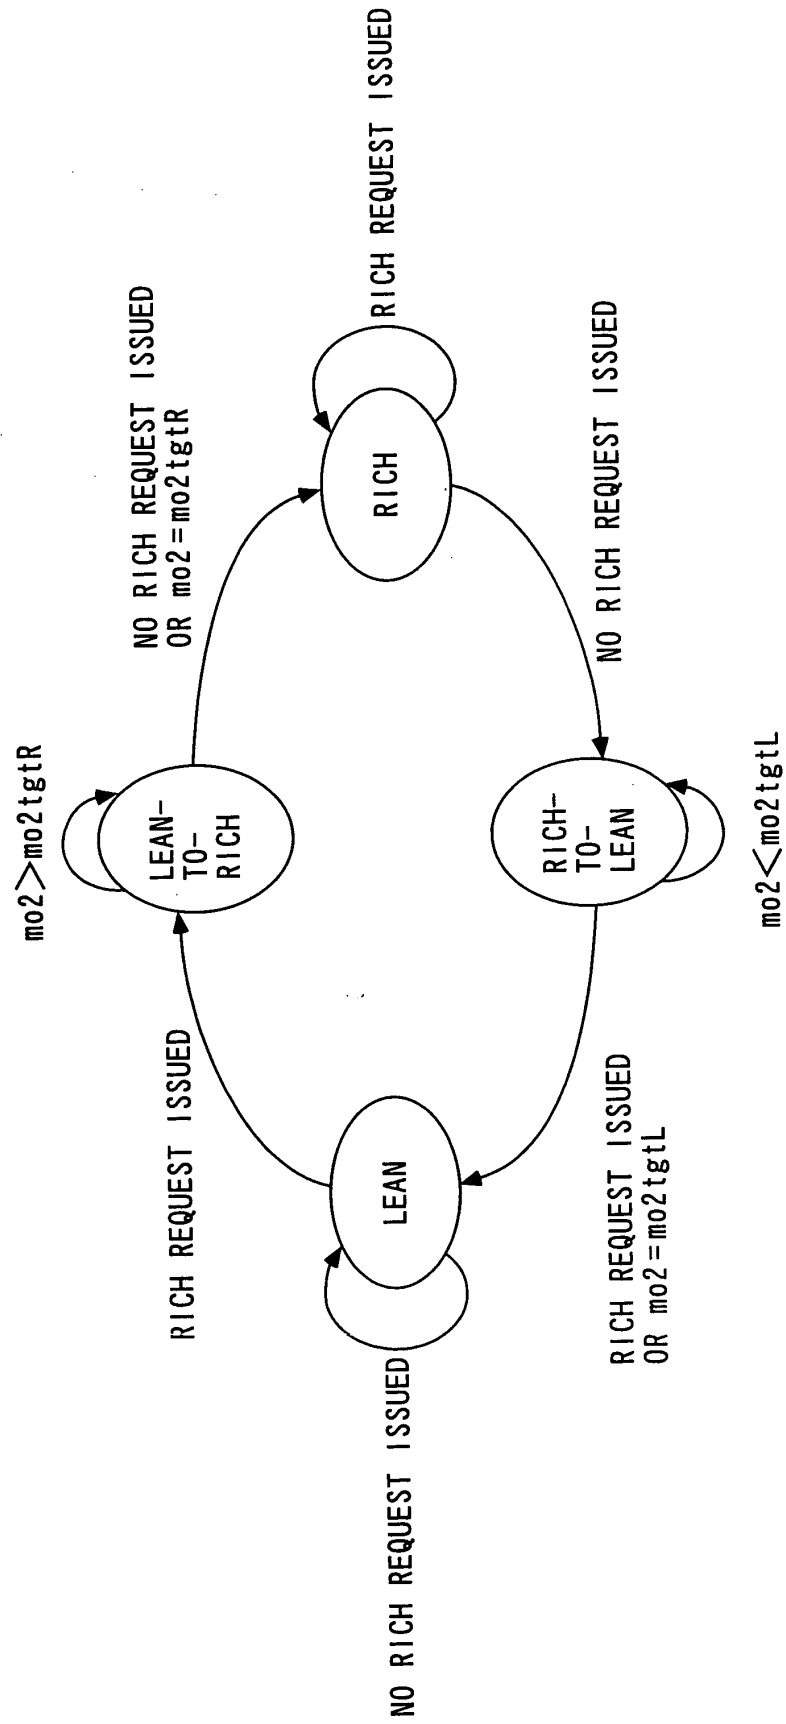 mo2>mo2tgtR
RICH REQUEST ISSUED
LEAN-
TO-
RICH
NO RICH REQUEST ISSUED
OR mo2=mo2tgtR
NO RICH REQUEST ISSUED
LEAN
RICH
RICH REQUEST ISSUED
RICH REQUEST ISSUED
OR mo2=mo2tgtL
RICH-
TO-
LEAN
NO RICH REQUEST ISSUED
mo2<mo2tgtL